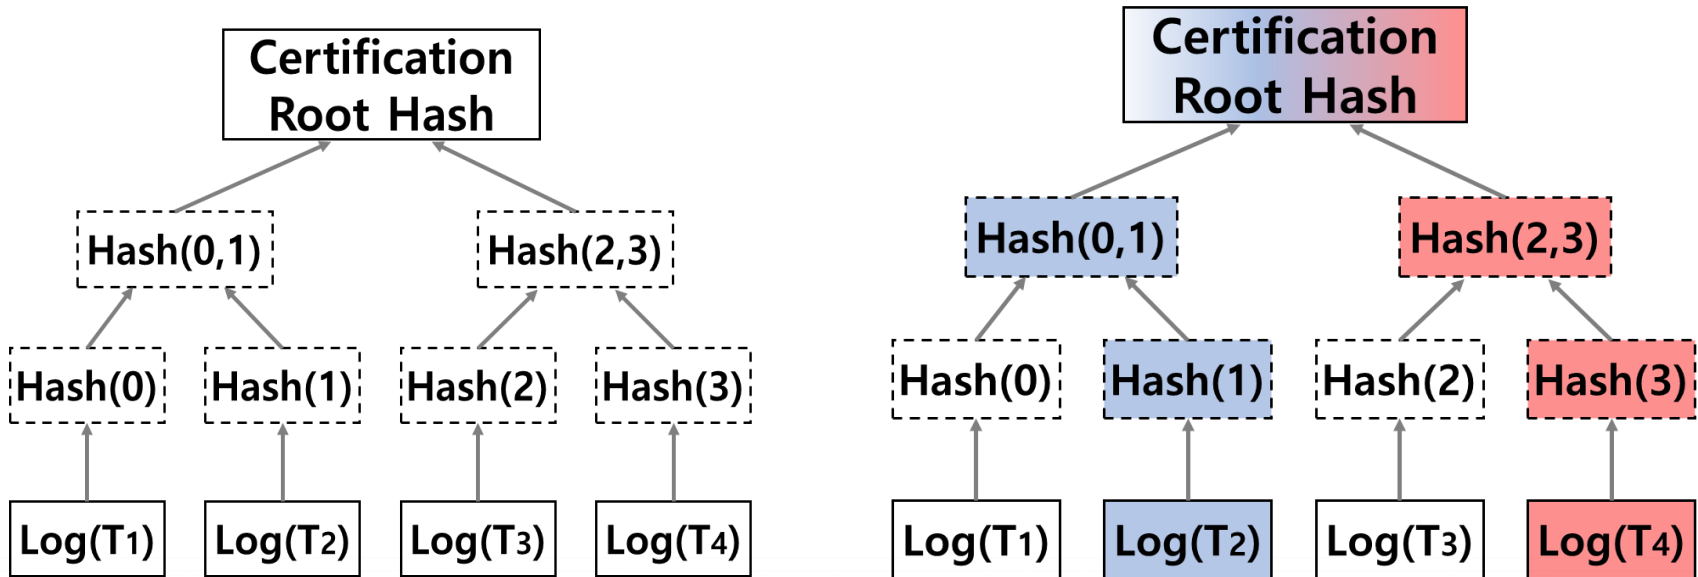 Certification
Root Hash
Hash(0,1)
Hash(2,3)
Hash(0)
Hash(1)
Hash(2)
Hash(3)
Log(T1)
Log(T2)
Log(T3)
Log(T4)
Certification
Root Hash
Hash(0,1)
Hash(2,3)
Hash(0)
Hash(1)
Hash(2)
Hash(3)
Log(T1)
Log(T2)
Log(T3)
Log(T4)